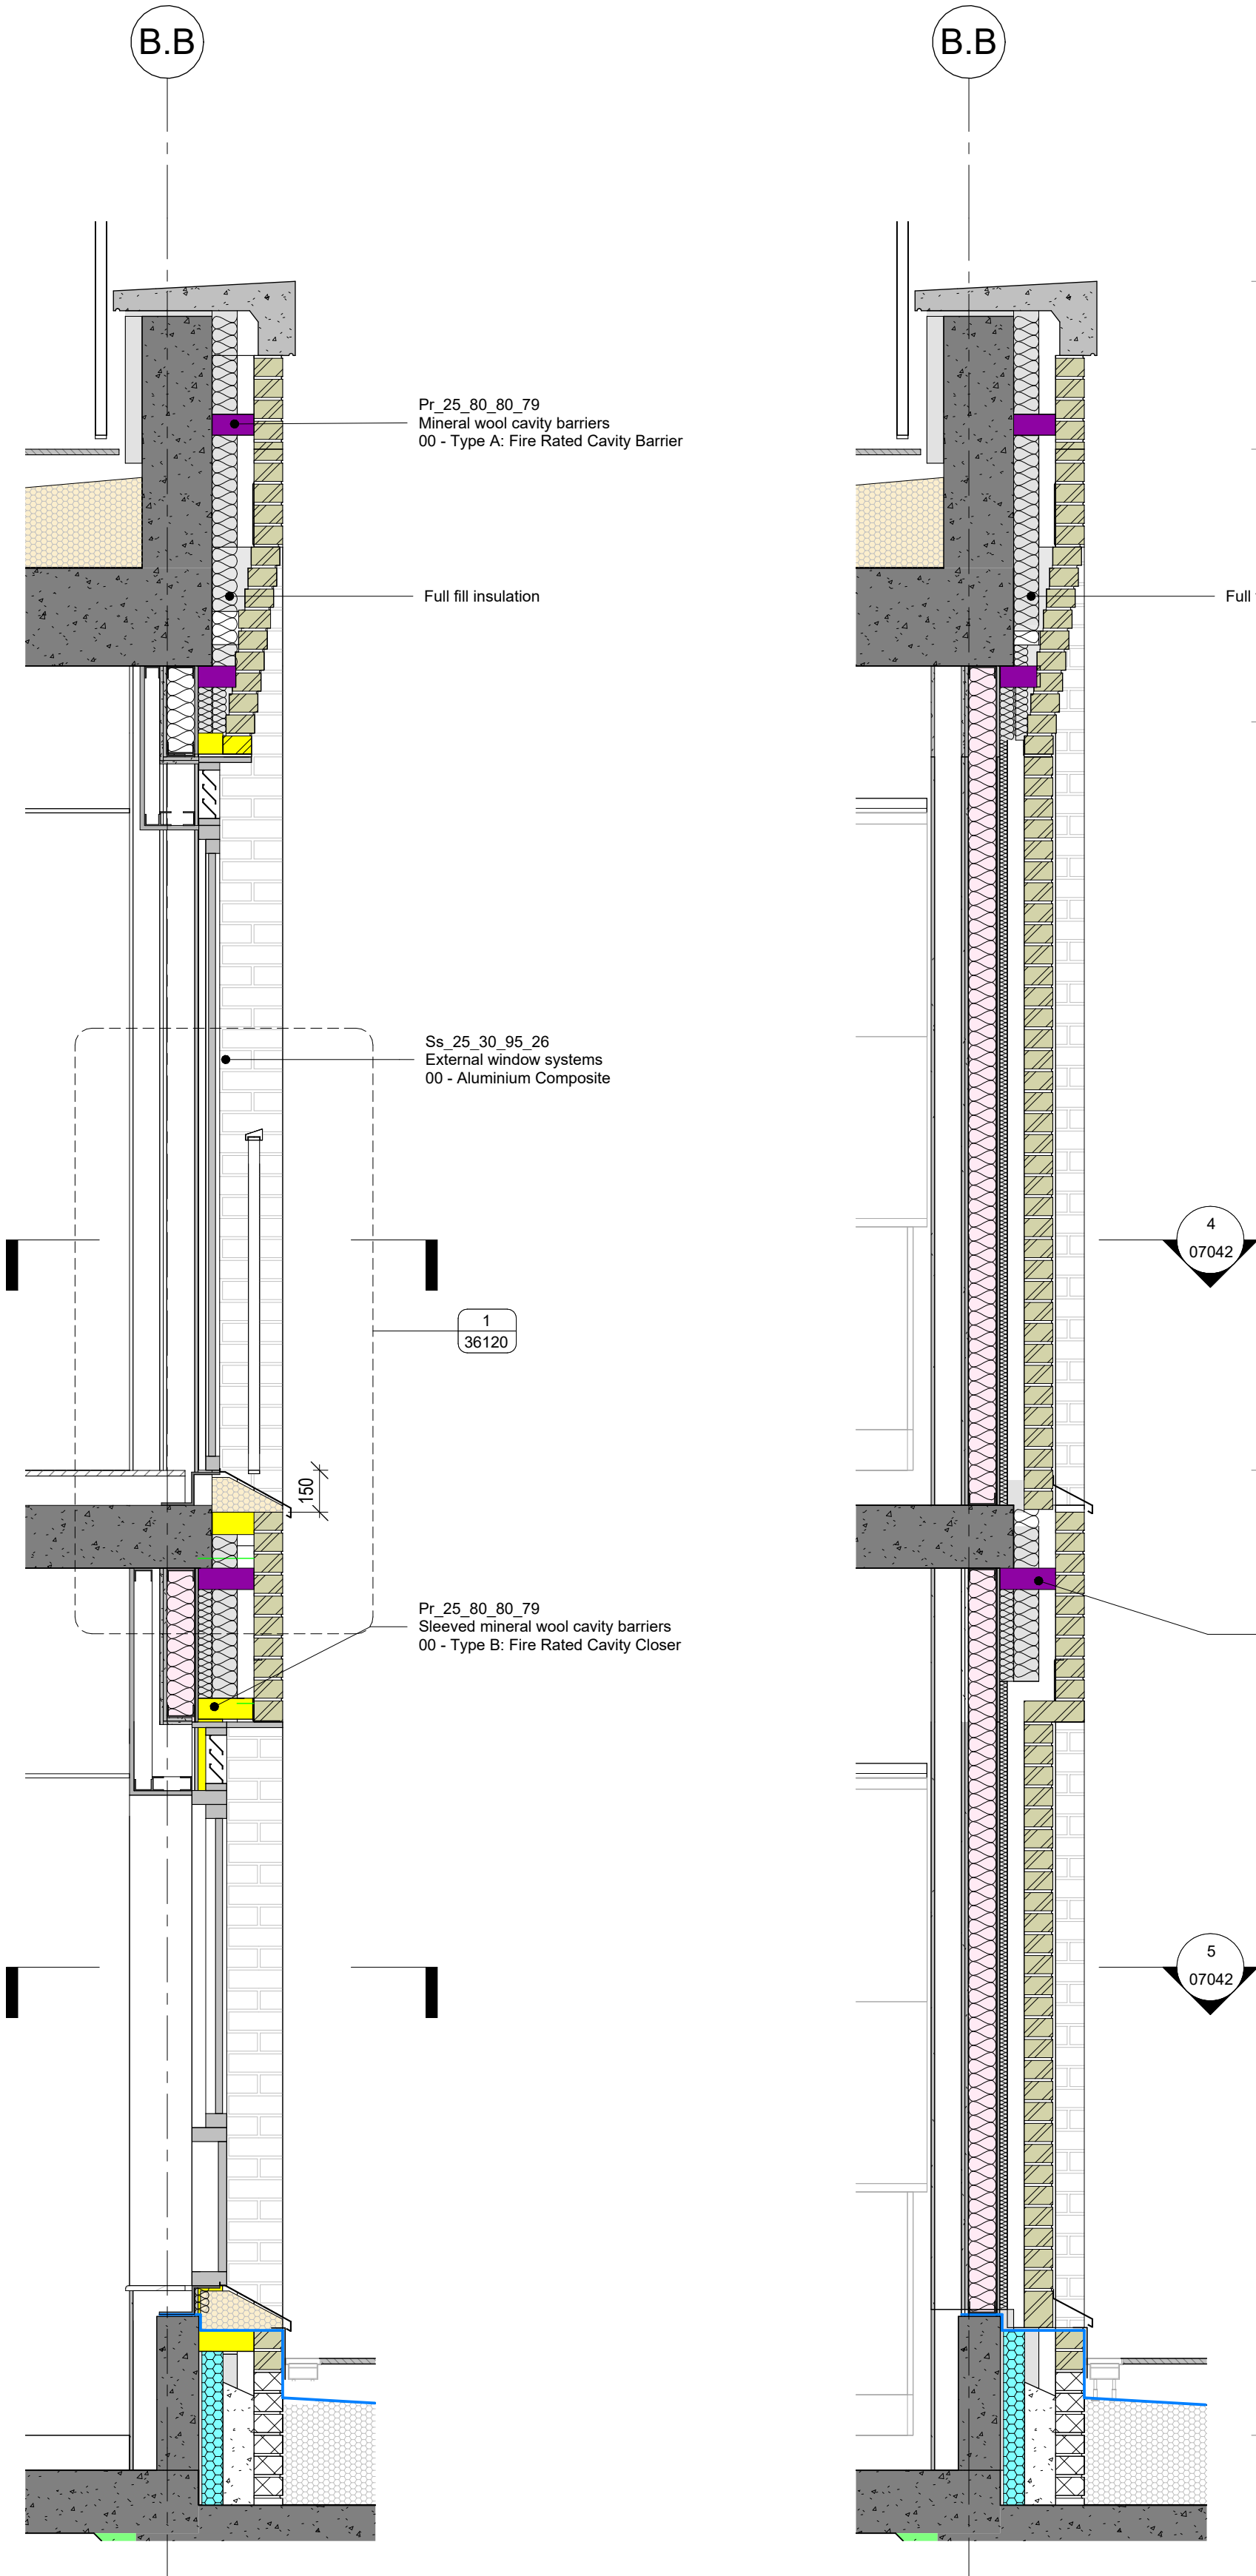 B.B
B.B
Pr_25_80_80_79
Mineral wool cavity barriers
00 - Type A: Fire Rated Cavity Barrier
Full fill insulation
Full
Ss_25_30_95_26
External window systems
00 - Aluminium Composite
4
07042
1
36120
150
Pr_25_80_80_79
Sleeved mineral wool cavity barriers
00 - Type B: Fire Rated Cavity Closer
5
07042